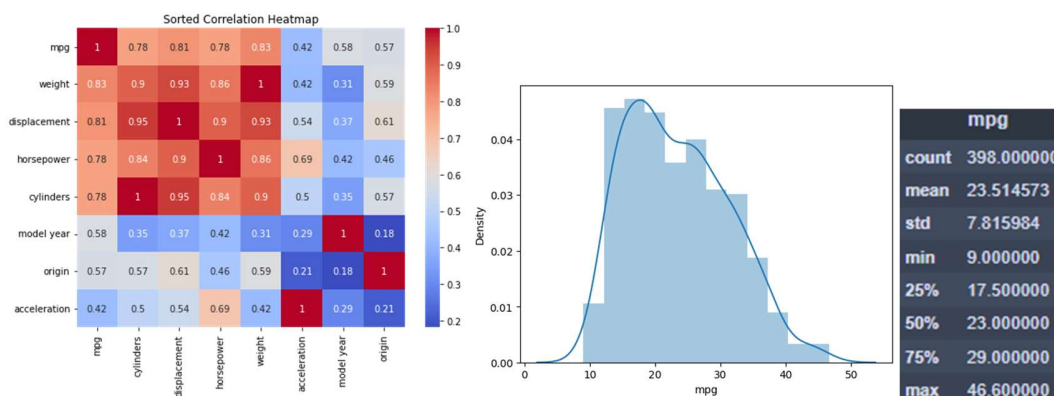 Sorted Correlation Heatmap
mpg 1 0.78 0.81 0.78 0.83 0.42 0.58 0.57
weight 0.83 0.9 0.93 0.86 1 0.42 0.31 0.59
displacement 0.81 0.95 1 0.9 0.93 0.54 0.37 0.61
horsepower 0.78 0.84 0.9 1 0.86 0.69 0.42 0.46
cylinders 0.78 1 0.95 0.84 0.9 0.5 0.35 0.57
model year 0.58 0.35 0.37 0.42 0.31 0.29 1 0.18
origin 0.57 0.57 0.61 0.46 0.59 0.21 0.18 1
acceleration 0.42 0.5 0.54 0.69 0.42 1 0.29 0.21
mpg
cylinders
displacement
horsepower
weight
acceleration
model year
origin
1.0
0.9
0.8
0.7
0.6
0.5
0.4
0.3
0.2
Density
0.04
0.03
0.02
0.01
0.00
0 10 20 30 40 50
mpg
mpg
count 398.000000
mean 23.514573
std 7.815984
min 9.000000
25% 17.500000
50% 23.000000
75% 29.000000
max 46.600000